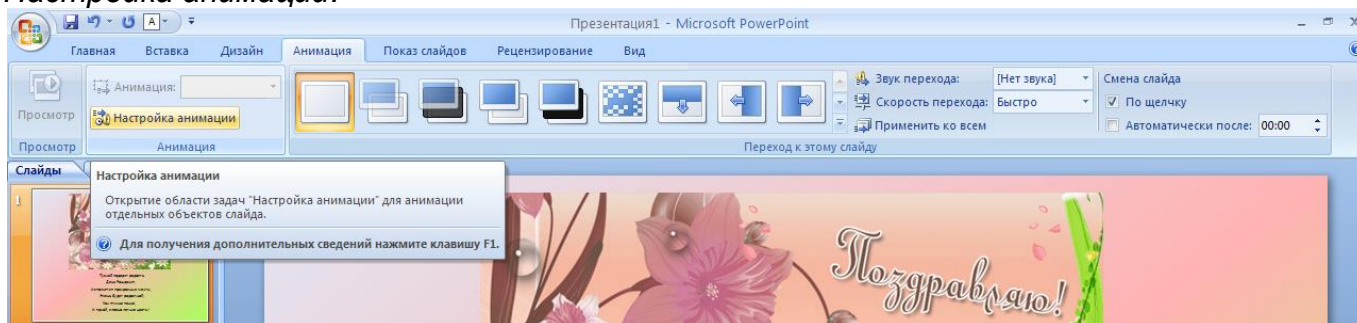 Настройка анимации.
Презентация1 - Microsoft PowerPoint
Главная Вставка Дизайн Анимация Показ слайдов Рецензирование Вид
Просмотр
Анимация:
Настройка анимации
Звук перехода: [Нет звука]
Скорость перехода: Быстро
Применить ко всем
Смена слайда
По щелчку
Автоматически после: 00:00
Просмотр Анимация Переход к этому слайду
Слайды
Настройка анимации
Открытие области задач "Настройка анимации" для анимации
отдельных объектов слайда.
Для получения дополнительных сведений нажмите клавишу F1.
1
Поздравляю!